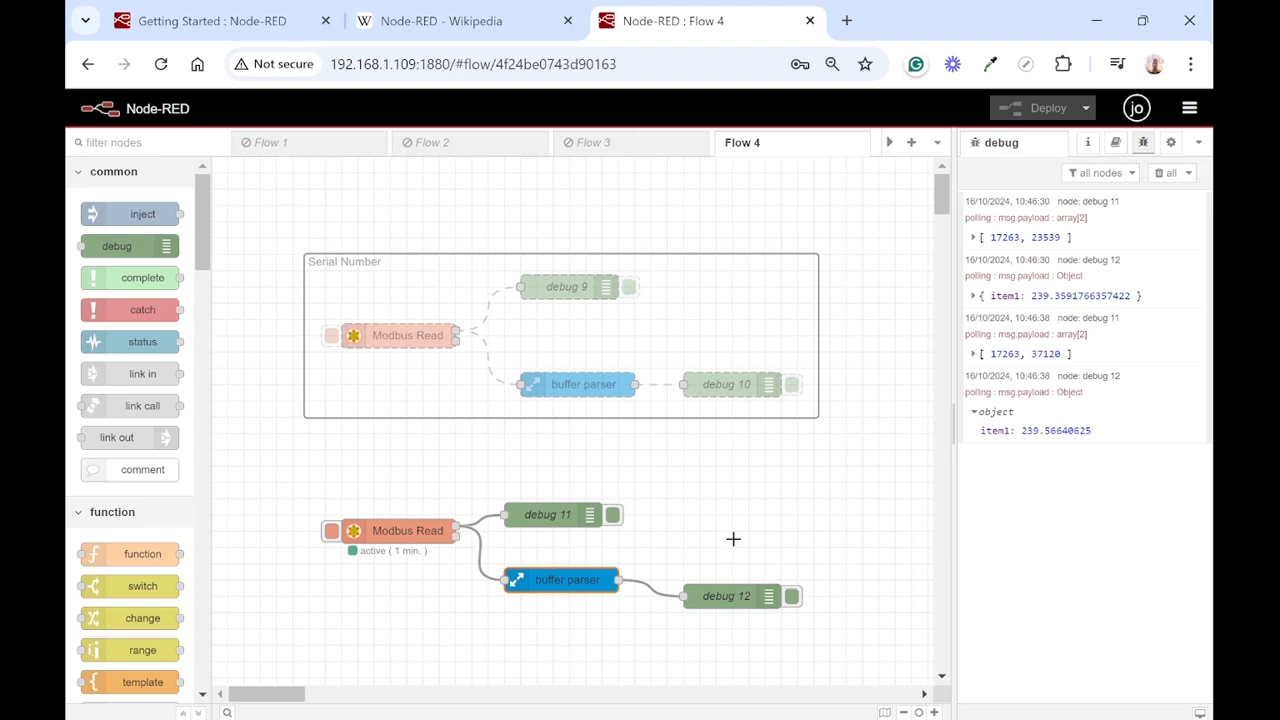 Getting Started : Node-RED
Node-RED - Wikipedia
Node-RED : Flow 4
Not secure
192.168.1.109:1880/#flow/4f24be0743d90163
Node-RED
Deploy
jo
filter nodes
Flow 1
Flow 2
Flow 3
Flow 4
debug
i
common
all nodes
all
inject
debug
complete
catch
status
link in
link call
link out
comment
function
function
switch
change
range
template
Serial Number
debug 9
Modbus Read
buffer parser
debug 10
debug 11
Modbus Read
active ( 1 min. )
buffer parser
debug 12
16/10/2024, 10:46:30 node: debug 11
polling : msg.payload : array[2]
[ 17263, 23539 ]
16/10/2024, 10:46:30 node: debug 12
polling : msg.payload : Object
{ item1: 239.3591766357422 }
16/10/2024, 10:46:38 node: debug 11
polling : msg.payload : array[2]
[ 17263, 37120 ]
16/10/2024, 10:46:38 node: debug 12
polling : msg.payload : Object
object
item1: 239.56640625